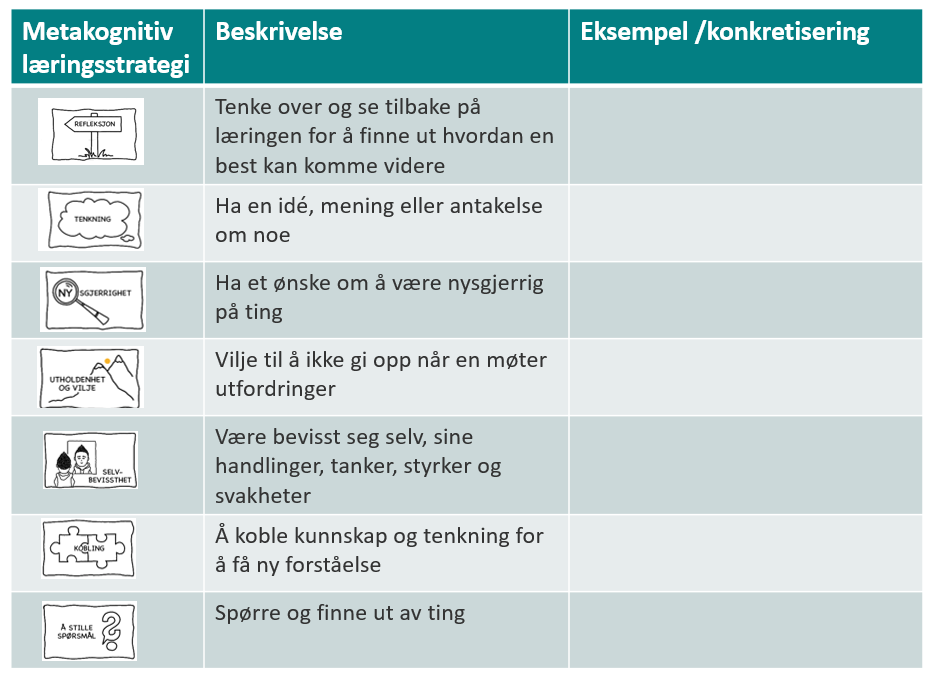 Metakognitiv
læringsstrategi
Beskrivelse
Eksempel /konkretisering
REFLEKSJON
Tenke over og se tilbake på
læringen for å finne ut hvordan en
best kan komme videre
TENKNING
Ha en idé, mening eller antakelse
om noe
NYSGJERRIGHET
Ha et ønske om å være nysgjerrig
på ting
UTHOLDENHET
OG VILJE
Vilje til å ikke gi opp når en møter
utfordringer
SELV-
BEVISSTHET
Være bevisst seg selv, sine
handlinger, tanker, styrker og
svakheter
KOBLING
Å koble kunnskap og tenkning for
å få ny forståelse
Å STILLE
SPØRSMÅL
Spørre og finne ut av ting